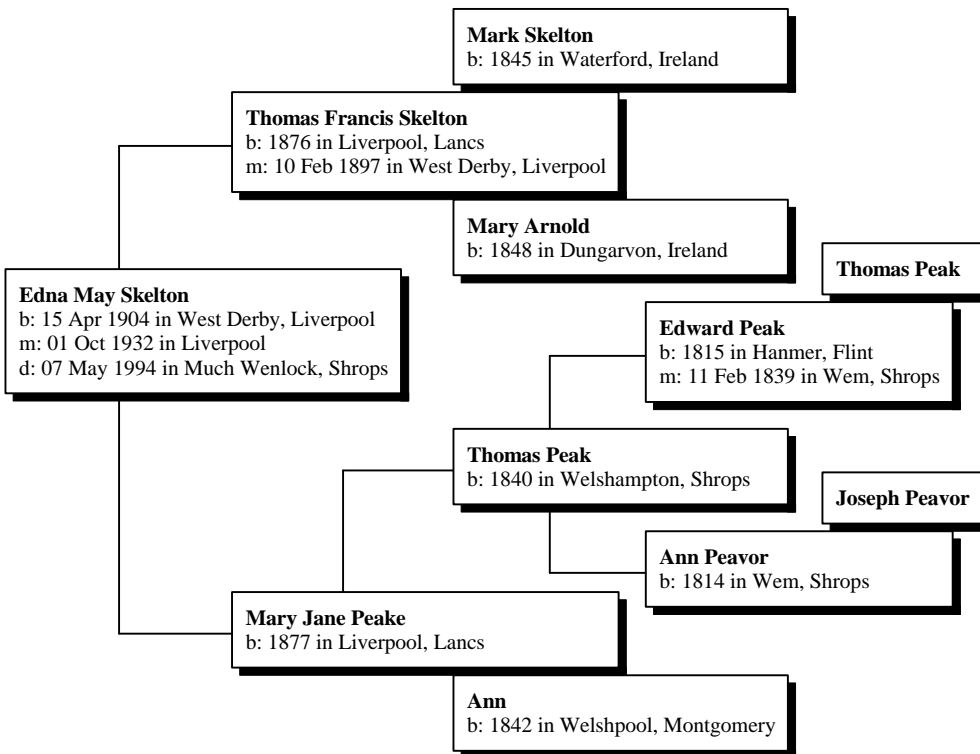 Mark Skelton
b: 1845 in Waterford, Ireland
Thomas Francis Skelton
b: 1876 in Liverpool, Lancs
m: 10 Feb 1897 in West Derby, Liverpool
Mary Arnold
b: 1848 in Dungarvon, Ireland
Thomas Peak
Edna May Skelton
b: 15 Apr 1904 in West Derby, Liverpool
m: 01 Oct 1932 in Liverpool
d: 07 May 1994 in Much Wenlock, Shrops
Edward Peak
b: 1815 in Hanmer, Flint
m: 11 Feb 1839 in Wem, Shrops
Thomas Peak
b: 1840 in Welshampton, Shrops
Joseph Peavor
Ann Peavor
b: 1814 in Wem, Shrops
Mary Jane Peake
b: 1877 in Liverpool, Lancs
Ann
b: 1842 in Welshpool, Montgomery